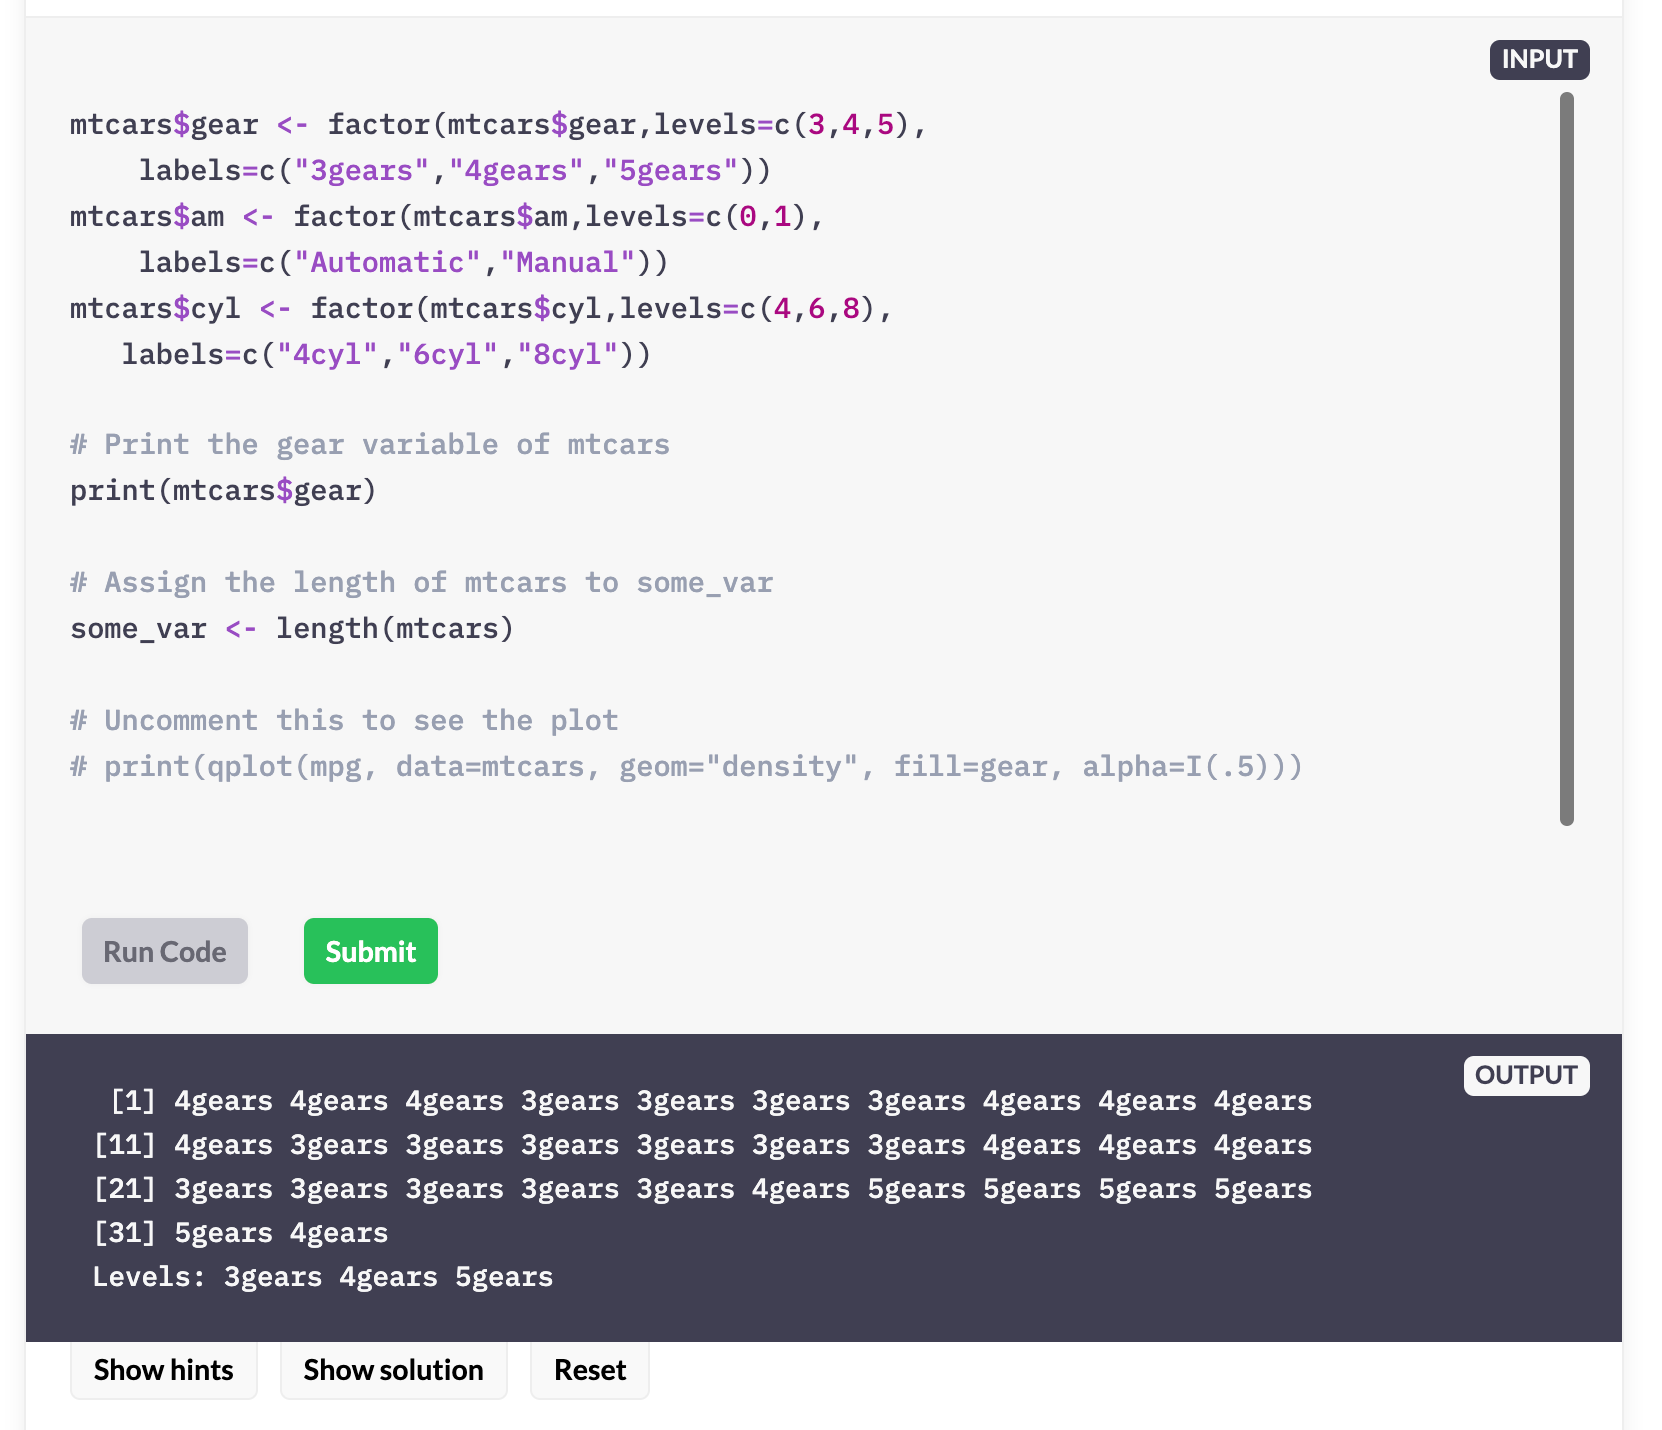 INPUT
mtcars$gear <- factor(mtcars$gear,levels=c(3,4,5),
    labels=c("3gears","4gears","5gears"))
mtcars$am <- factor(mtcars$am,levels=c(0,1),
    labels=c("Automatic","Manual"))
mtcars$cyl <- factor(mtcars$cyl,levels=c(4,6,8),
   labels=c("4cyl","6cyl","8cyl"))
# Print the gear variable of mtcars
print(mtcars$gear)
# Assign the length of mtcars to some_var
some_var <- length(mtcars)
# Uncomment this to see the plot
# print(qplot(mpg, data=mtcars, geom="density", fill=gear, alpha=I(.5)))
Run Code Submit
OUTPUT
 [1] 4gears 4gears 4gears 3gears 3gears 3gears 3gears 4gears 4gears 4gears
[11] 4gears 3gears 3gears 3gears 3gears 3gears 3gears 4gears 4gears 4gears
[21] 3gears 3gears 3gears 3gears 3gears 4gears 5gears 5gears 5gears 5gears
[31] 5gears 4gears
Levels: 3gears 4gears 5gears
Show hints Show solution Reset